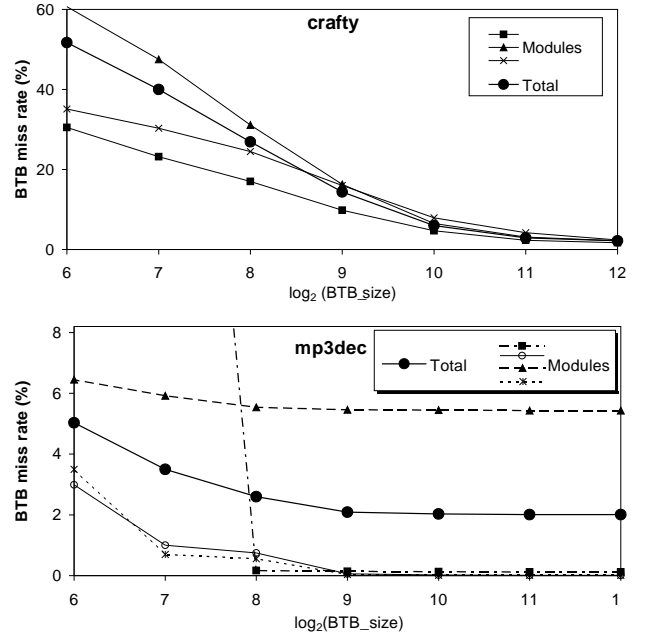 crafty
BTB miss rate (%)
60
40
20
0
Modules
Total
6 7 8 9 10 11 12
log₂ (BTB_size)
mp3dec
BTB miss rate (%)
8
6
4
2
0
Total
Modules
6 7 8 9 10 11 1
log₂(BTB_size)